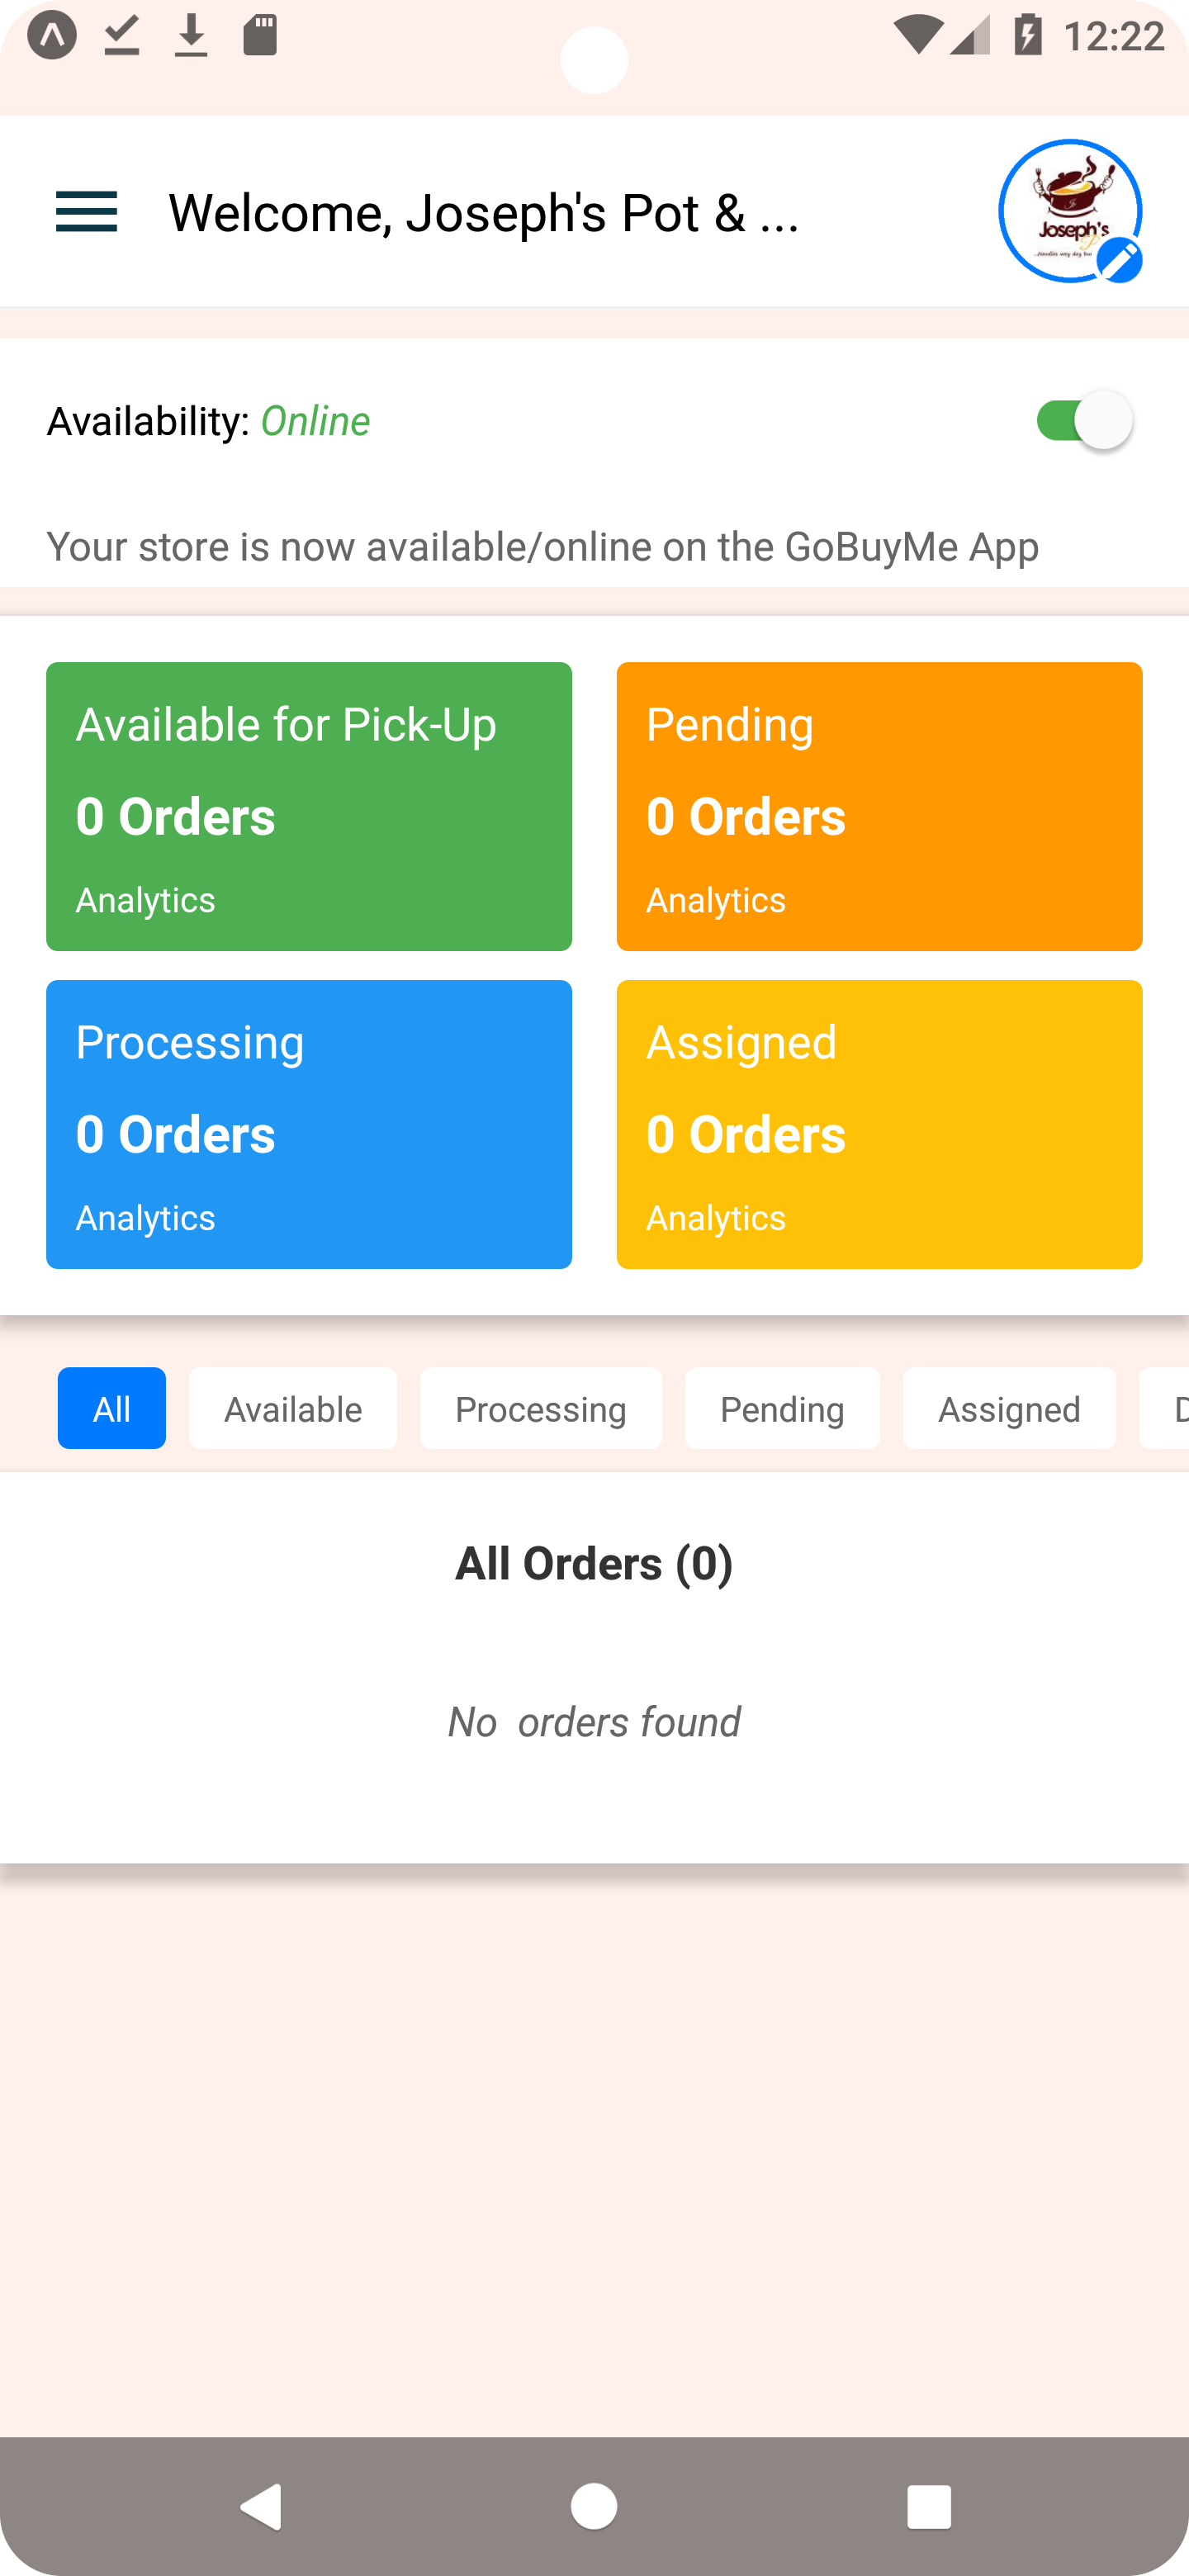 12:22
Welcome, Joseph's Pot & ...
Joseph's
Availability: Online
Your store is now available/online on the GoBuyMe App
Available for Pick-Up
0 Orders
Analytics
Pending
0 Orders
Analytics
Processing
0 Orders
Analytics
Assigned
0 Orders
Analytics
All Available Processing Pending Assigned
All Orders (0)
No  orders found